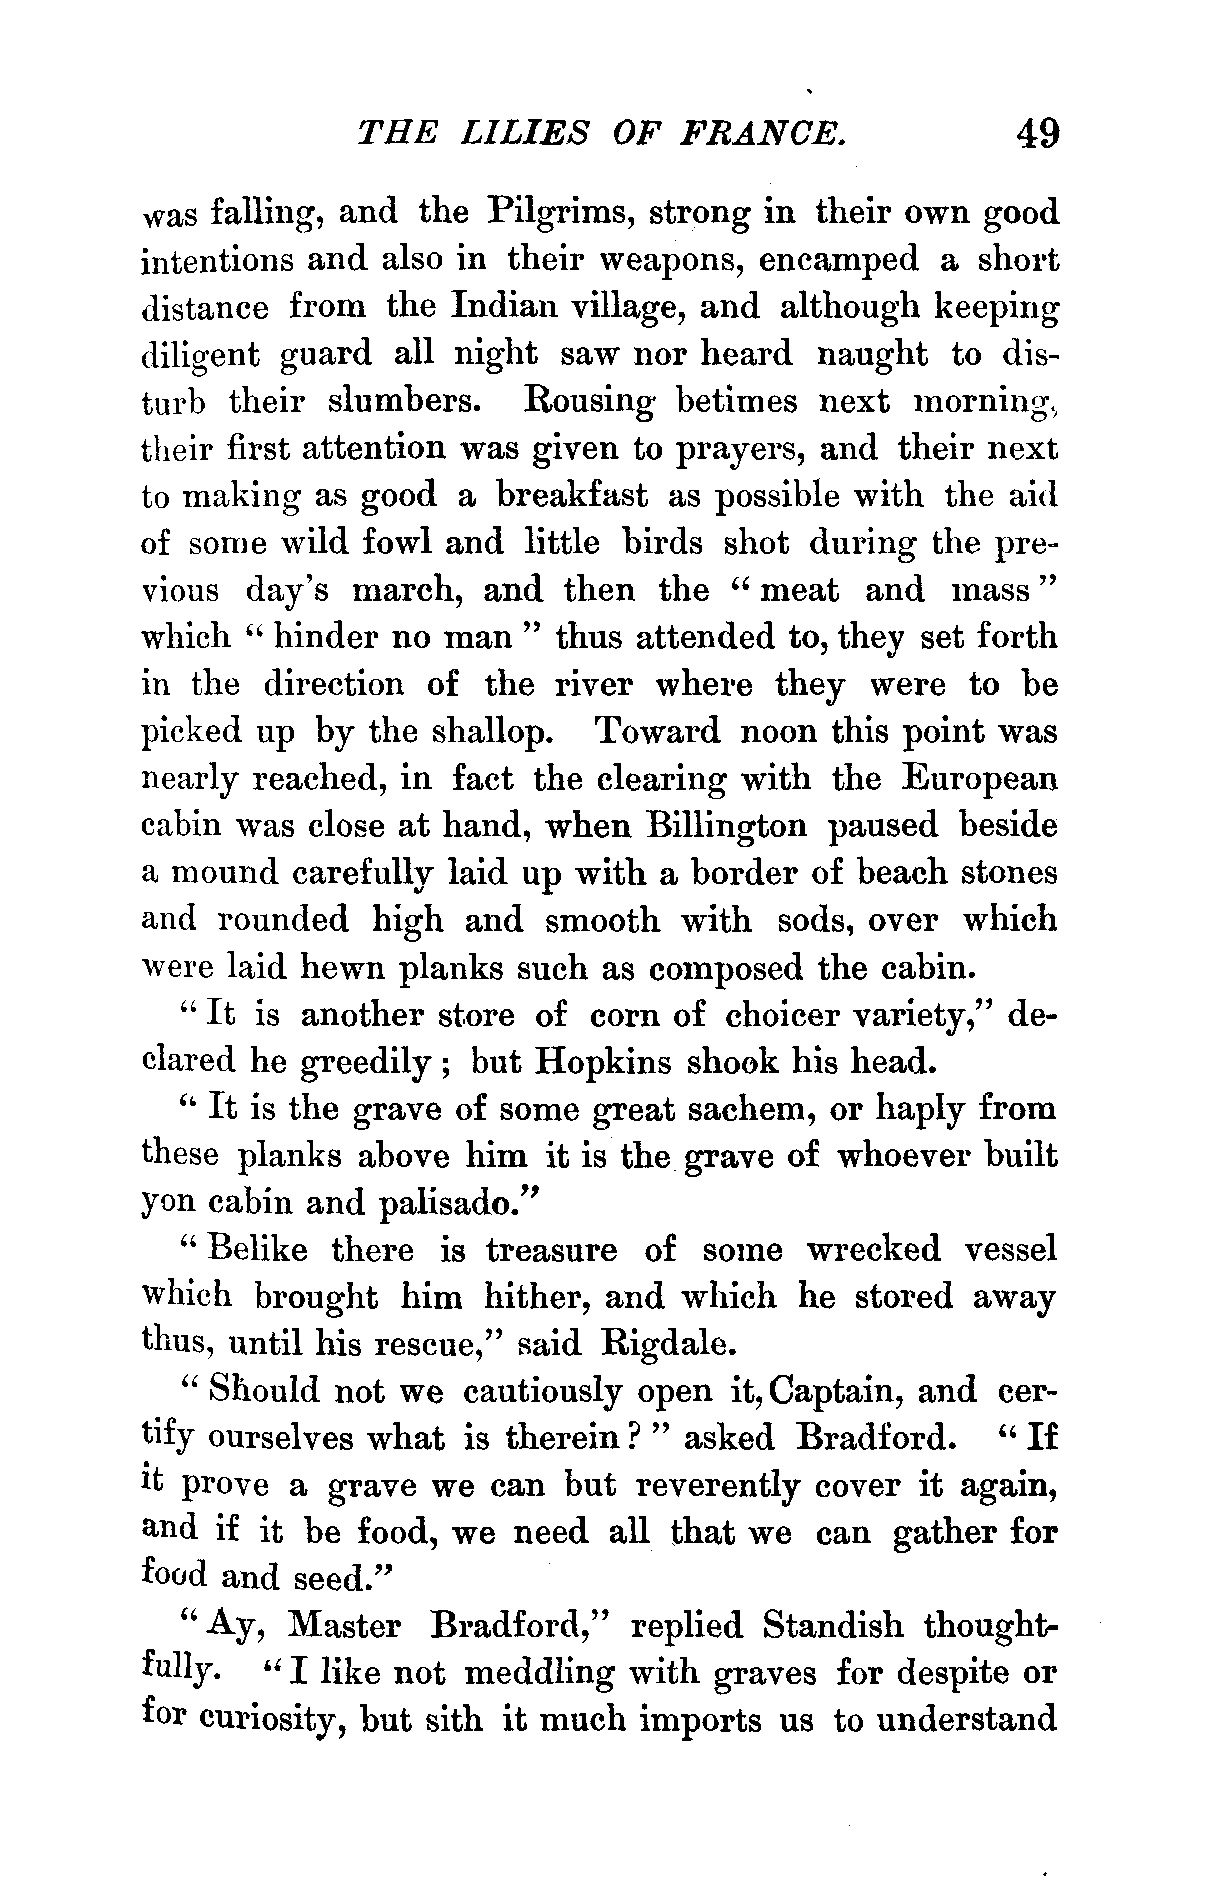 THE LILIES OF FRANCE. 49
was falling, and the Pilgrims, strong in their own good
intentions and also in their weapons, encamped a short
distance from the Indian village, and although keeping
diligent guard all night saw nor heard naught to dis-
turb their slumbers. Rousing betimes next morning,
their first attention was given to prayers, and their next
to making as good a breakfast as possible with the aid
of some wild fowl and little birds shot during the pre-
vious day's march, and then the “ meat and mass ”
which “ hinder no man ” thus attended to, they set forth
in the direction of the river where they were to be
picked up by the shallop. Toward noon this point was
nearly reached, in fact the clearing with the European
cabin was close at hand, when Billington paused beside
a mound carefully laid up with a border of beach stones
and rounded high and smooth with sods, over which
were laid hewn planks such as composed the cabin.
“ It is another store of corn of choicer variety,” de-
clared he greedily ; but Hopkins shook his head.
“ It is the grave of some great sachem, or haply from
these planks above him it is the grave of whoever built
yon cabin and palisado.”
“ Belike there is treasure of some wrecked vessel
which brought him hither, and which he stored away
thus, until his rescue,” said Rigdale.
“ Should not we cautiously open it, Captain, and cer-
tify ourselves what is therein ? ” asked Bradford. “ If
it prove a grave we can but reverently cover it again,
and if it be food, we need all that we can gather for
food and seed.”
“ Ay, Master Bradford,” replied Standish thought-
fully. “ I like not meddling with graves for despite or
for curiosity, but sith it much imports us to understand